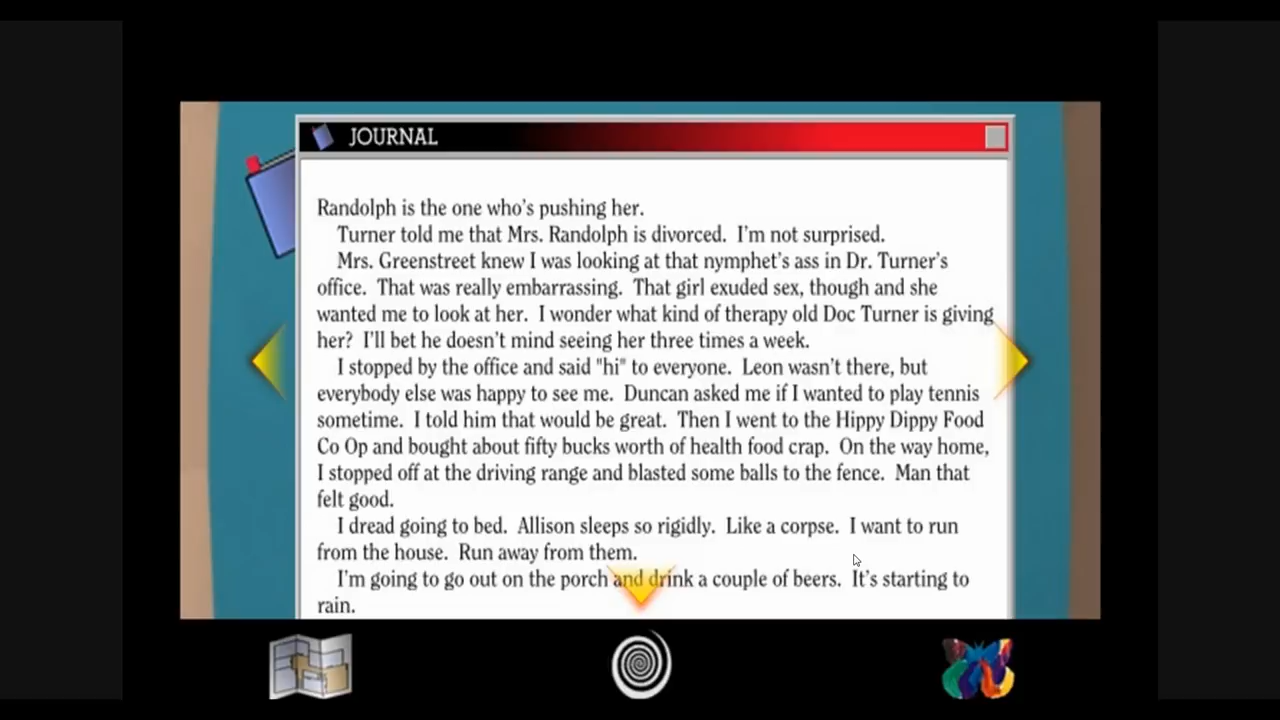 JOURNAL
Randolph is the one who's pushing her.
Turner told me that Mrs. Randolph is divorced. I'm not surprised.
Mrs. Greenstreet knew I was looking at that nymphet's ass in Dr. Turner's
office. That was really embarrassing. That girl exuded sex, though and she
wanted me to look at her. I wonder what kind of therapy old Doc Turner is giving
her? I'll bet he doesn't mind seeing her three times a week.
I stopped by the office and said "hi" to everyone. Leon wasn't there, but
everybody else was happy to see me. Duncan asked me if I wanted to play tennis
sometime. I told him that would be great. Then I went to the Hippy Dippy Food
Co Op and bought about fifty bucks worth of health food crap. On the way home,
I stopped off at the driving range and blasted some balls to the fence. Man that
felt good.
I dread going to bed. Allison sleeps so rigidly. Like a corpse. I want to run
from the house. Run away from them.
I'm going to go out on the porch and drink a couple of beers. It's starting to
rain.